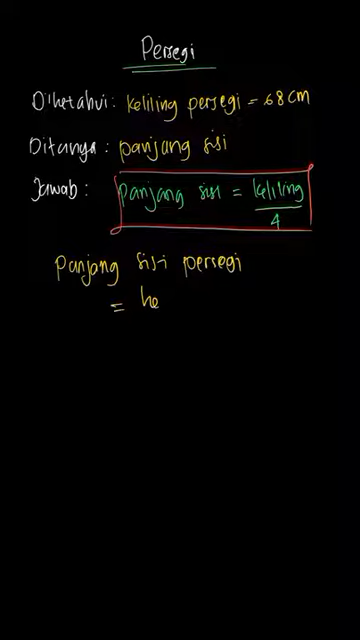 Persegi
Diketahui: keliling persegi = 68 cm
Ditanya: panjang sisi
Jawab: panjang sisi = keliling / 4
panjang sisi persegi
= ke